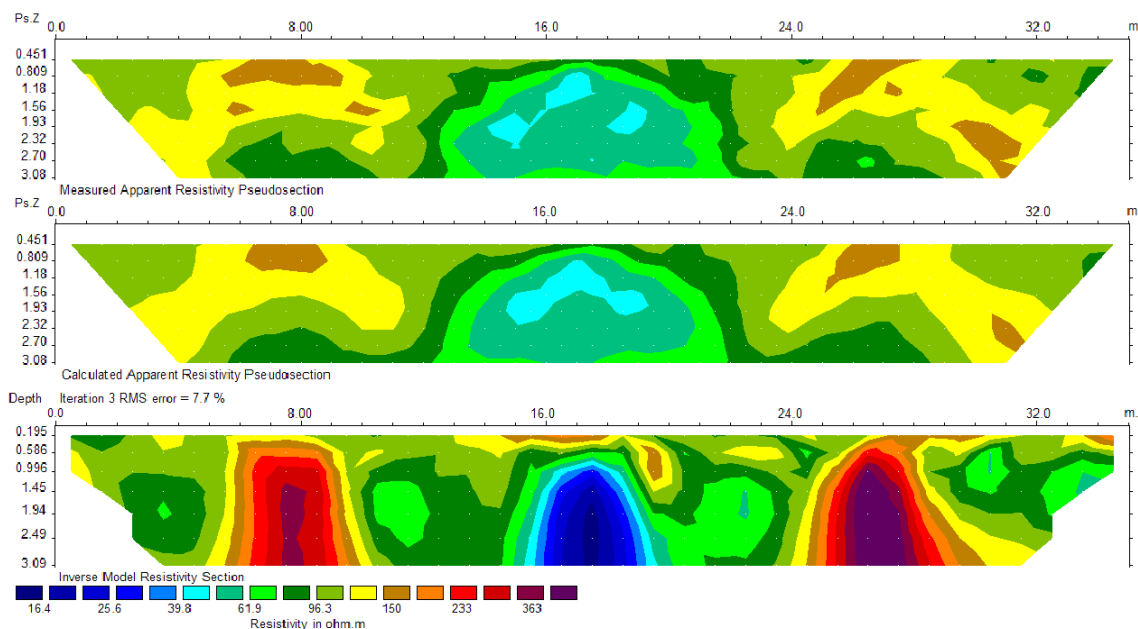 Ps.Z 0.0 8.00 16.0 24.0 32.0 m
0.451
0.809
1.18
1.56
1.93
2.32
2.70
3.08
Measured Apparent Resistivity Pseudosection
Ps.Z 0.0 8.00 16.0 24.0 32.0 m
0.451
0.809
1.18
1.56
1.93
2.32
2.70
3.08
Calculated Apparent Resistivity Pseudosection
Depth Iteration 3 RMS error = 7.7 %
0.0 8.00 16.0 24.0 32.0 m.
0.195
0.586
0.996
1.45
1.94
2.49
3.09
Inverse Model Resistivity Section
16.4 25.6 39.8 61.9 96.3 150 233 363
Resistivity in ohm.m